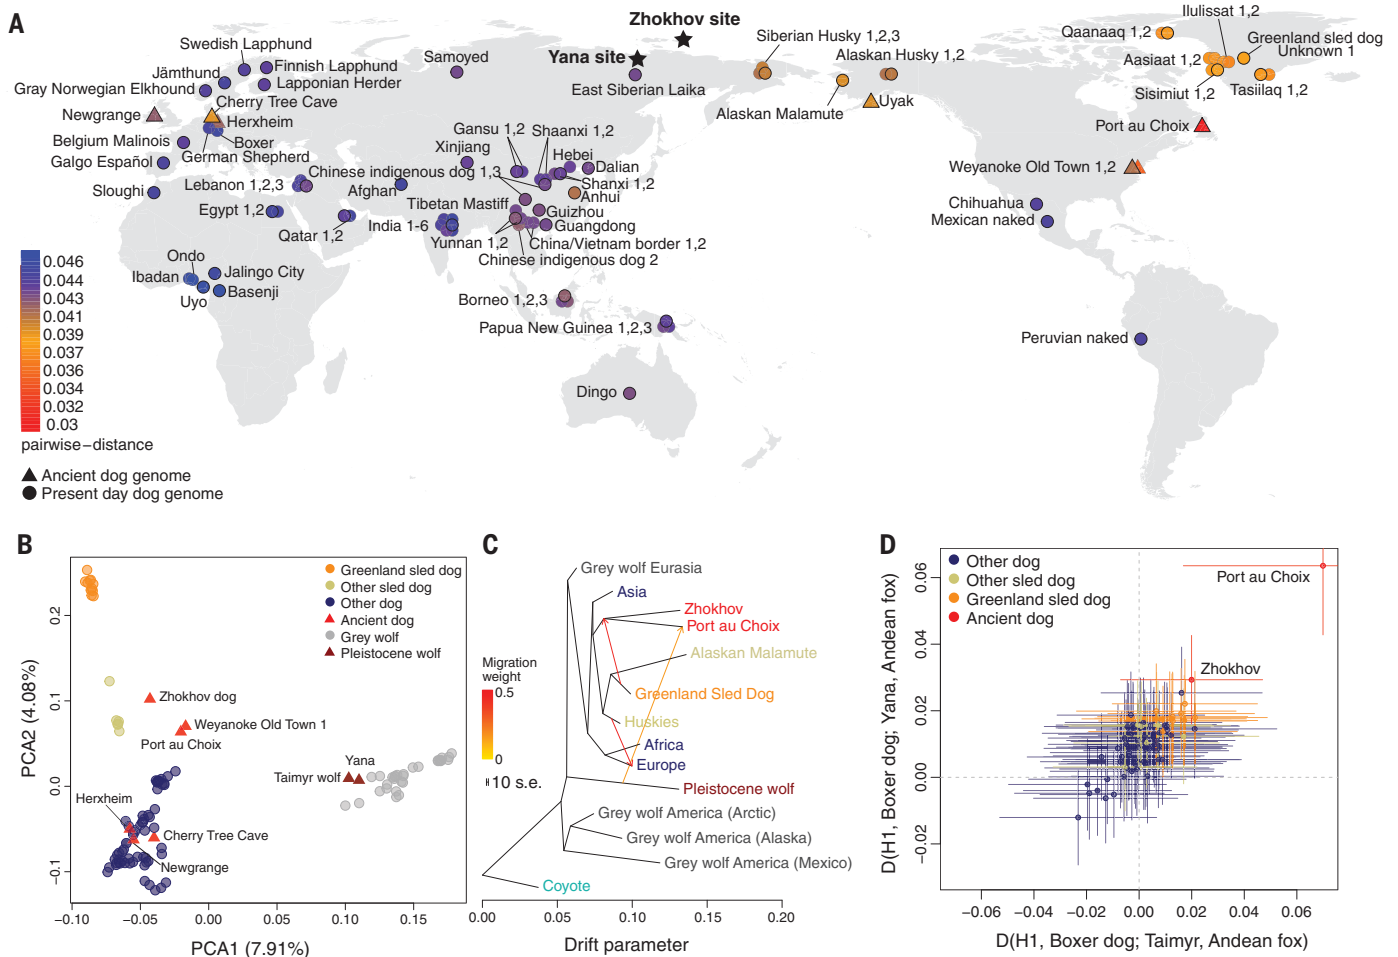 A
Zhokhov site
Yana site
Swedish Lapphund
Finnish Lapphund
Jämthund
Lapponian Herder
Gray Norwegian Elkhound
Cherry Tree Cave
Newgrange
Herxheim
Belgium Malinois
Boxer
German Shepherd
Galgo Español
Sloughi
Lebanon 1,2,3
Egypt 1,2
Qatar 1,2
Samoyed
East Siberian Laika
Siberian Husky 1,2,3
Alaskan Husky 1,2
Alaskan Malamute
Uyak
Gansu 1,2
Shaanxi 1,2
Xinjiang
Hebei
Dalian
Chinese indigenous dog 1,3
Shanxi 1,2
Afghan
Anhui
Tibetan Mastiff
Guizhou
India 1-6
Guangdong
Yunnan 1,2
China/Vietnam border 1,2
Chinese indigenous dog 2
Borneo 1,2,3
Papua New Guinea 1,2,3
Dingo
Ondo
Ibadan
Jalingo City
Uyo
Basenji
Qaanaaq 1,2
Ilulissat 1,2
Greenland sled dog
Unknown 1
Aasiaat 1,2
Sisimiut 1,2
Tasiilaq 1,2
Port au Choix
Weyanoke Old Town 1,2
Chihuahua
Mexican naked
Peruvian naked
0.046
0.044
0.043
0.041
0.039
0.037
0.036
0.034
0.032
0.03
pairwise-distance
Ancient dog genome
Present day dog genome
B
Greenland sled dog
Other sled dog
Other dog
Ancient dog
Grey wolf
Pleistocene wolf
Zhokhov dog
Weyanoke Old Town 1
Port au Choix
Yana
Taimyr wolf
Herxheim
Cherry Tree Cave
Newgrange
PCA2 (4.08%)
0.2
0.1
0.0
−0.1
−0.10
−0.05
0.00
0.05
0.10
0.15
PCA1 (7.91%)
C
Grey wolf Eurasia
Asia
Zhokhov
Port au Choix
Alaskan Malamute
Greenland Sled Dog
Huskies
Africa
Europe
Pleistocene wolf
Grey wolf America (Arctic)
Grey wolf America (Alaska)
Grey wolf America (Mexico)
Coyote
Migration
weight
0.5
0
10 s.e.
0.00
0.05
0.10
0.15
0.20
Drift parameter
D
Other dog
Other sled dog
Greenland sled dog
Ancient dog
Port au Choix
Zhokhov
D(H1, Boxer dog; Yana, Andean fox)
0.06
0.04
0.02
0.00
−0.02
−0.06
−0.04
−0.02
0.00
0.02
0.04
0.06
D(H1, Boxer dog; Taimyr, Andean fox)